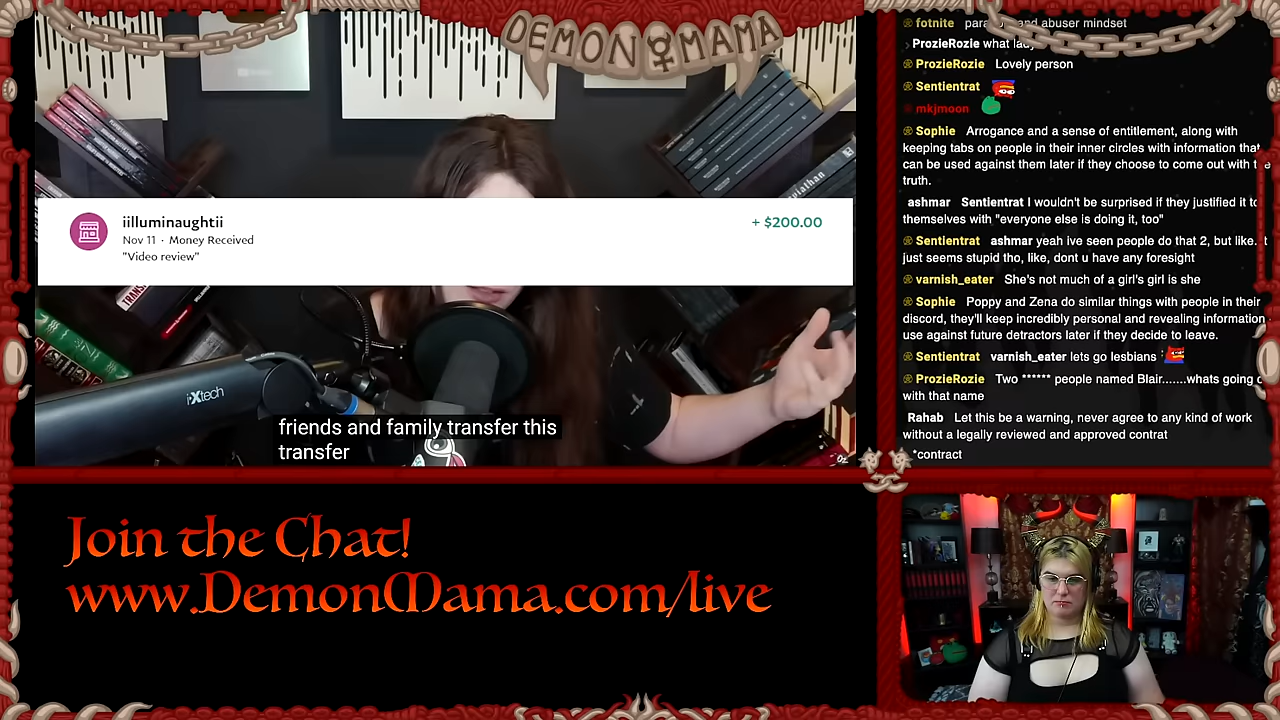 DEMON MAMA
iilluminaughtii
+ $200.00
Nov 11 · Money Received
"Video review"
iXtech
friends and family transfer this
transfer
fotnite and abuser mindset
ProzieRozie what
ProzieRozie Lovely person
Sentientrat
mkjmoon
Sophie Arrogance and a sense of entitlement, along with
keeping tabs on people in their inner circles with information that
can be used against them later if they choose to come out with
truth.
ashmar Sentientrat I wouldn't be surprised if they justified it to
themselves with "everyone else is doing it, too"
Sentientrat ashmar yeah ive seen people do that 2, but like.
just seems stupid tho, like, dont u have any foresight
varnish_eater She's not much of a girl's girl is she
Sophie Poppy and Zena do similar things with people in their
discord, they'll keep incredibly personal and revealing information
use against future detractors later if they decide to leave.
Sentientrat varnish_eater lets go lesbians
ProzieRozie Two ****** people named Blair.......whats going
with that name
Rahab Let this be a warning, never agree to any kind of work
without a legally reviewed and approved contrat
*contract
Join the Chat!
www.DemonMama.com/live